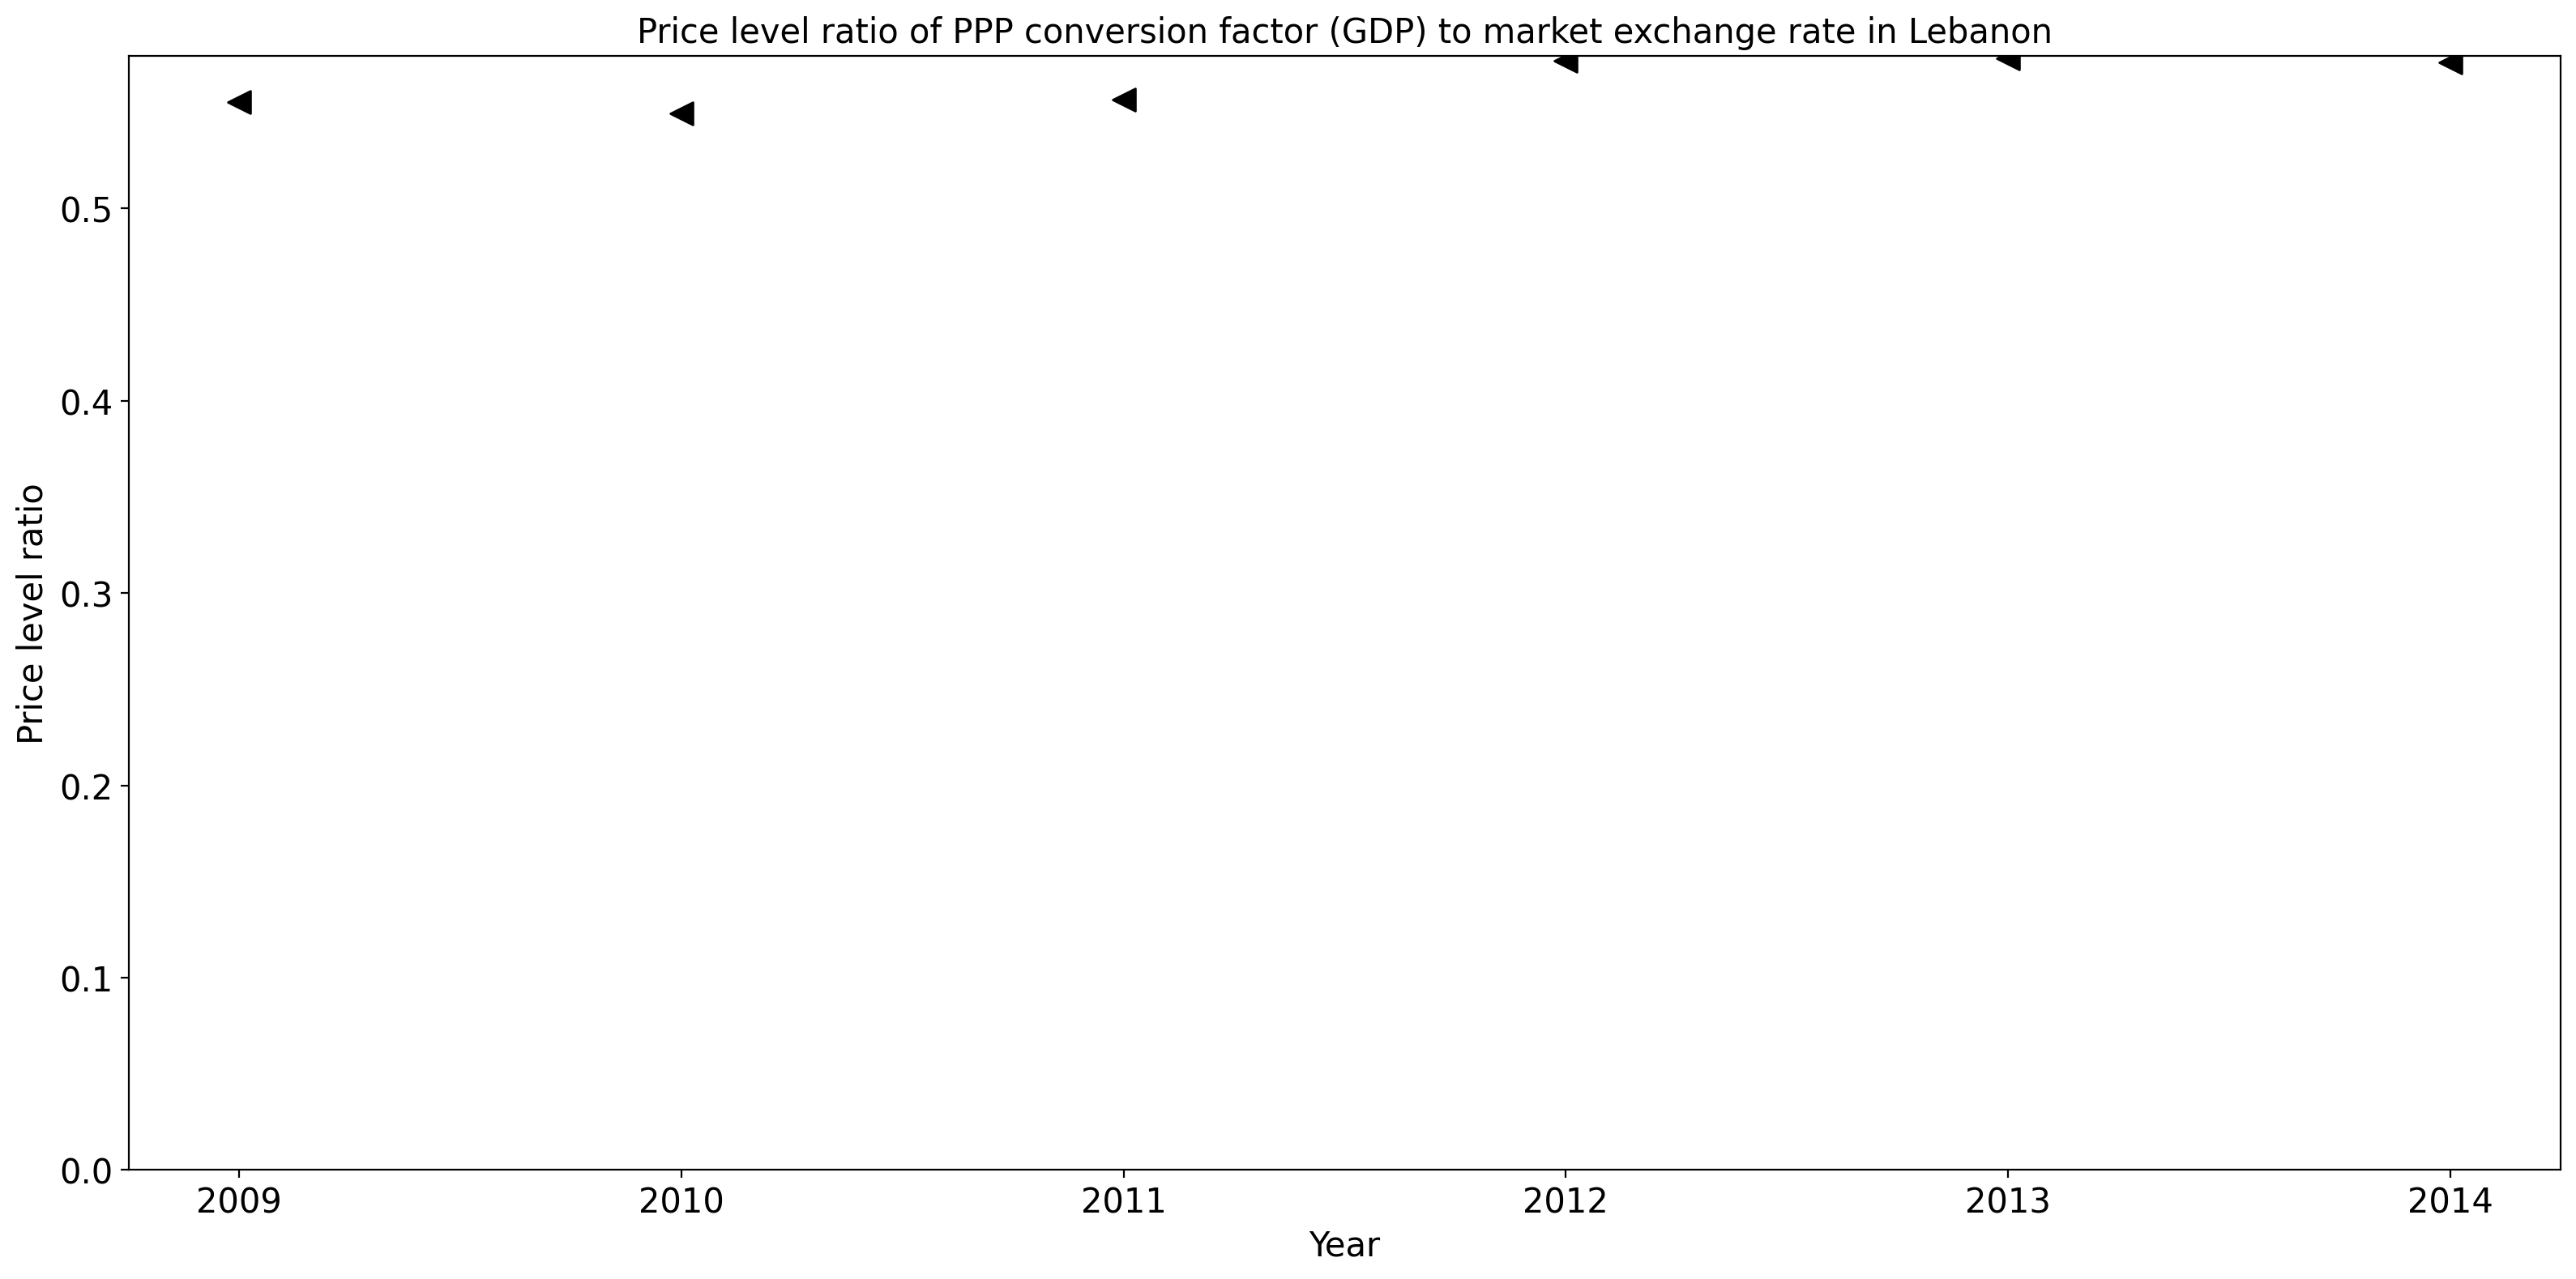 Price level ratio of PPP conversion factor (GDP) to market exchange rate in Lebanon
0.5
0.4
0.3
0.2
0.1
0.0
Price level ratio
2009 2010 2011 2012 2013 2014
Year